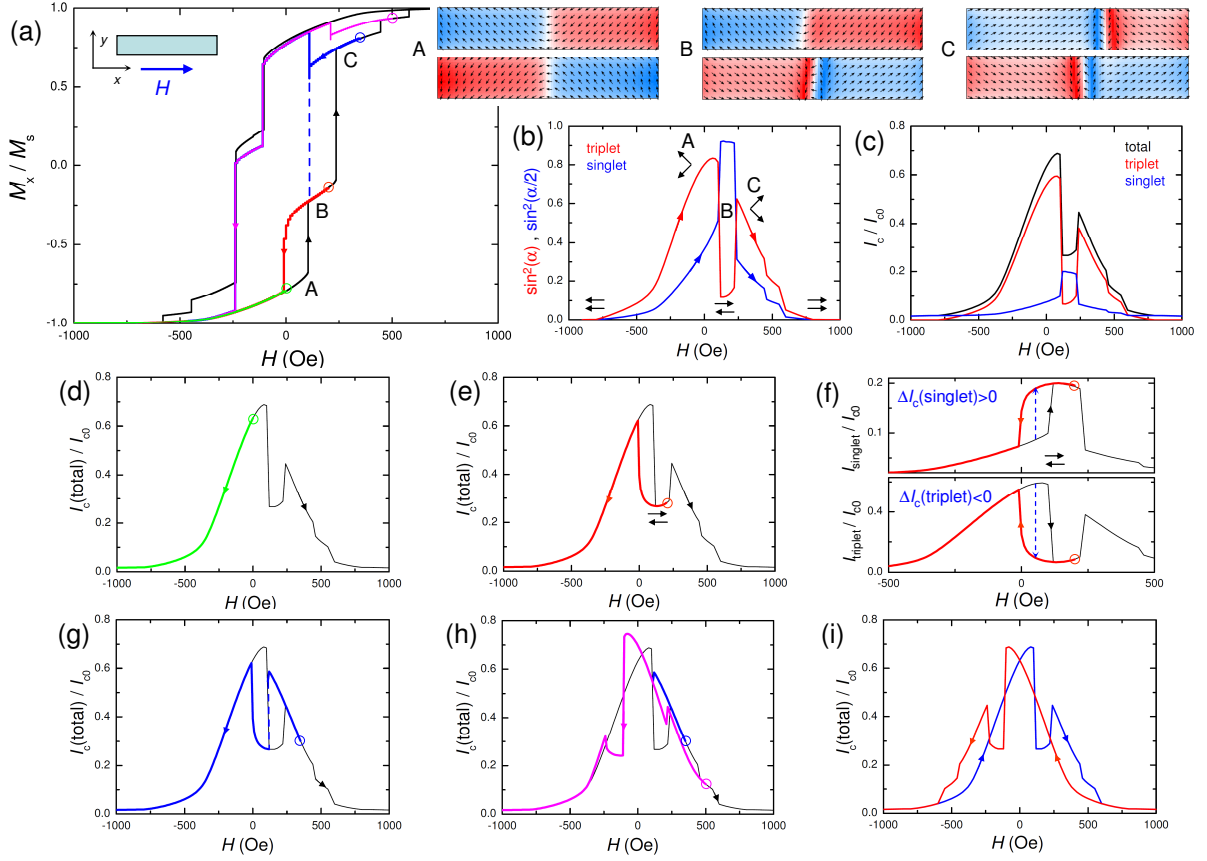 (a)
y
x
H
A
B
C
M_x / M_s
1.0
0.5
0.0
-0.5
-1.0
-1000 -500 0 500 1000
H (Oe)
A
B
C
(b)
triplet
singlet
A
B
C
sin²(α) , sin²(α/2)
1.0
0.8
0.6
0.4
0.2
0.0
-1000 -500 0 500 1000
H (Oe)
(c)
total
triplet
singlet
I_c / I_c0
0.8
0.6
0.4
0.2
0.0
-1000 -500 0 500 1000
H (Oe)
(d)
I_c(total) / I_c0
0.8
0.6
0.4
0.2
0.0
-1000 -500 0 500 1000
H (Oe)
(e)
I_c(total) / I_c0
0.8
0.6
0.4
0.2
0.0
-1000 -500 0 500 1000
H (Oe)
(f)
ΔI_c(singlet)>0
I_singlet / I_c0
0.2
0.1
ΔI_c(triplet)<0
I_triplet / I_c0
0.4
0.0
-500 0 500
H (Oe)
(g)
I_c(total) / I_c0
0.8
0.6
0.4
0.2
0.0
-1000 -500 0 500 1000
H (Oe)
(h)
I_c(total) / I_c0
0.8
0.6
0.4
0.2
0.0
-1000 -500 0 500 1000
H (Oe)
(i)
I_c(total) / I_c0
0.8
0.6
0.4
0.2
0.0
-1000 -500 0 500 1000
H (Oe)